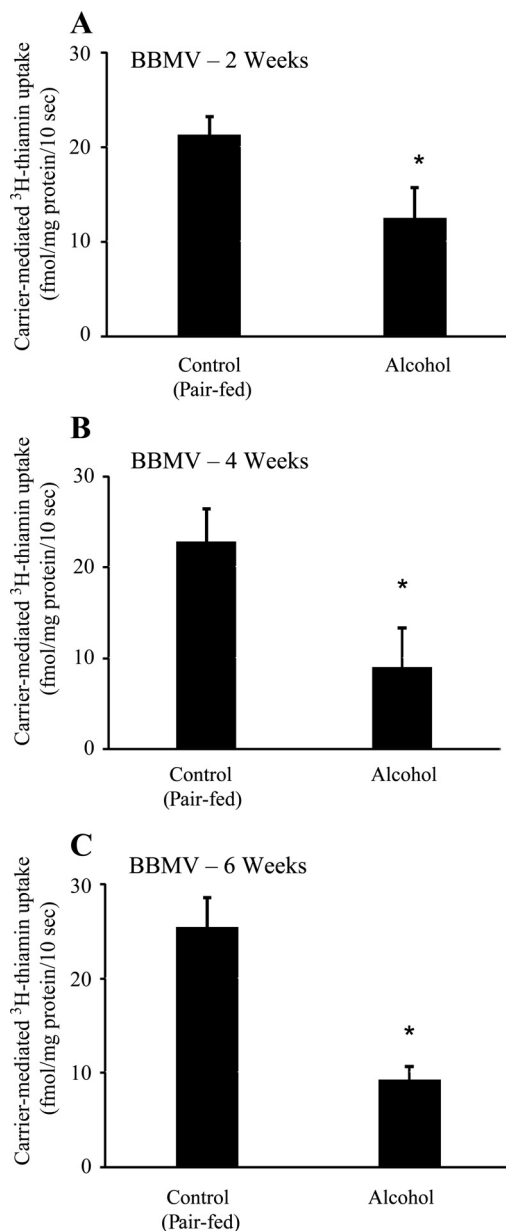 A
BBMV – 2 Weeks
Carrier-mediated ³H-thiamin uptake
(fmol/mg protein/10 sec)
30
20
10
0
*
Control
(Pair-fed)
Alcohol
B
BBMV – 4 Weeks
Carrier-mediated ³H-thiamin uptake
(fmol/mg protein/10 sec)
30
20
10
0
*
Control
(Pair-fed)
Alcohol
C
BBMV – 6 Weeks
Carrier-mediated ³H-thiamin uptake
(fmol/mg protein/10 sec)
30
20
10
0
*
Control
(Pair-fed)
Alcohol